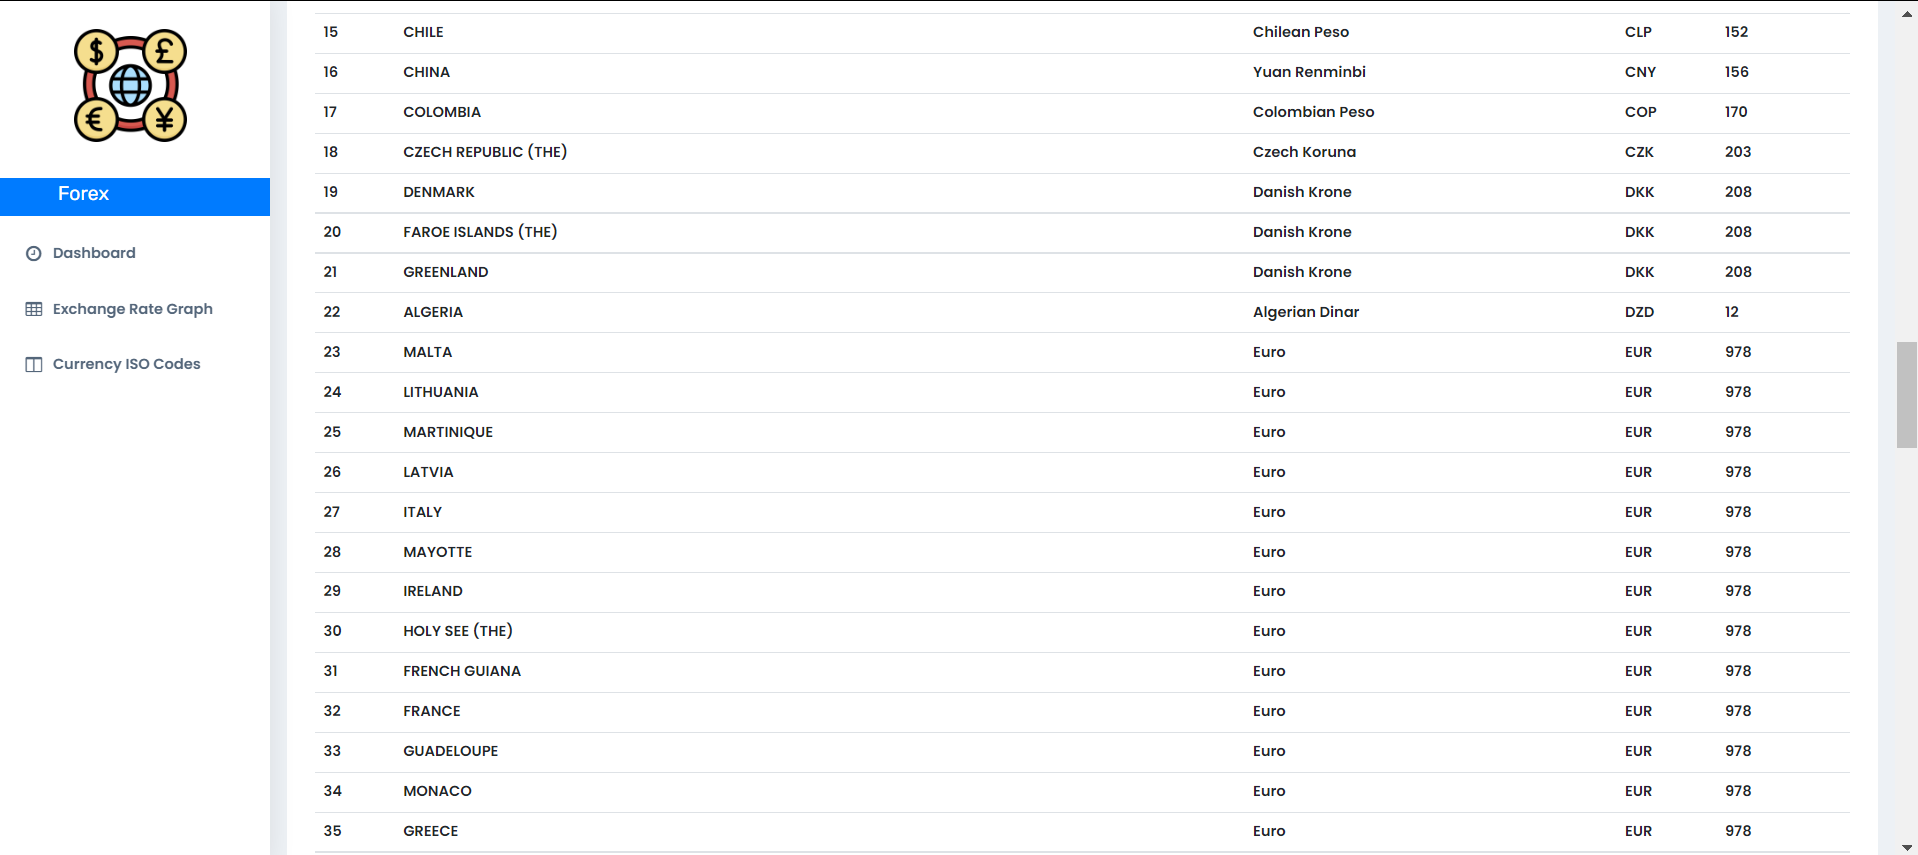 $ £
€ ¥
Forex
Dashboard
Exchange Rate Graph
Currency ISO Codes
15 CHILE Chilean Peso CLP 152
16 CHINA Yuan Renminbi CNY 156
17 COLOMBIA Colombian Peso COP 170
18 CZECH REPUBLIC (THE) Czech Koruna CZK 203
19 DENMARK Danish Krone DKK 208
20 FAROE ISLANDS (THE) Danish Krone DKK 208
21 GREENLAND Danish Krone DKK 208
22 ALGERIA Algerian Dinar DZD 12
23 MALTA Euro EUR 978
24 LITHUANIA Euro EUR 978
25 MARTINIQUE Euro EUR 978
26 LATVIA Euro EUR 978
27 ITALY Euro EUR 978
28 MAYOTTE Euro EUR 978
29 IRELAND Euro EUR 978
30 HOLY SEE (THE) Euro EUR 978
31 FRENCH GUIANA Euro EUR 978
32 FRANCE Euro EUR 978
33 GUADELOUPE Euro EUR 978
34 MONACO Euro EUR 978
35 GREECE Euro EUR 978